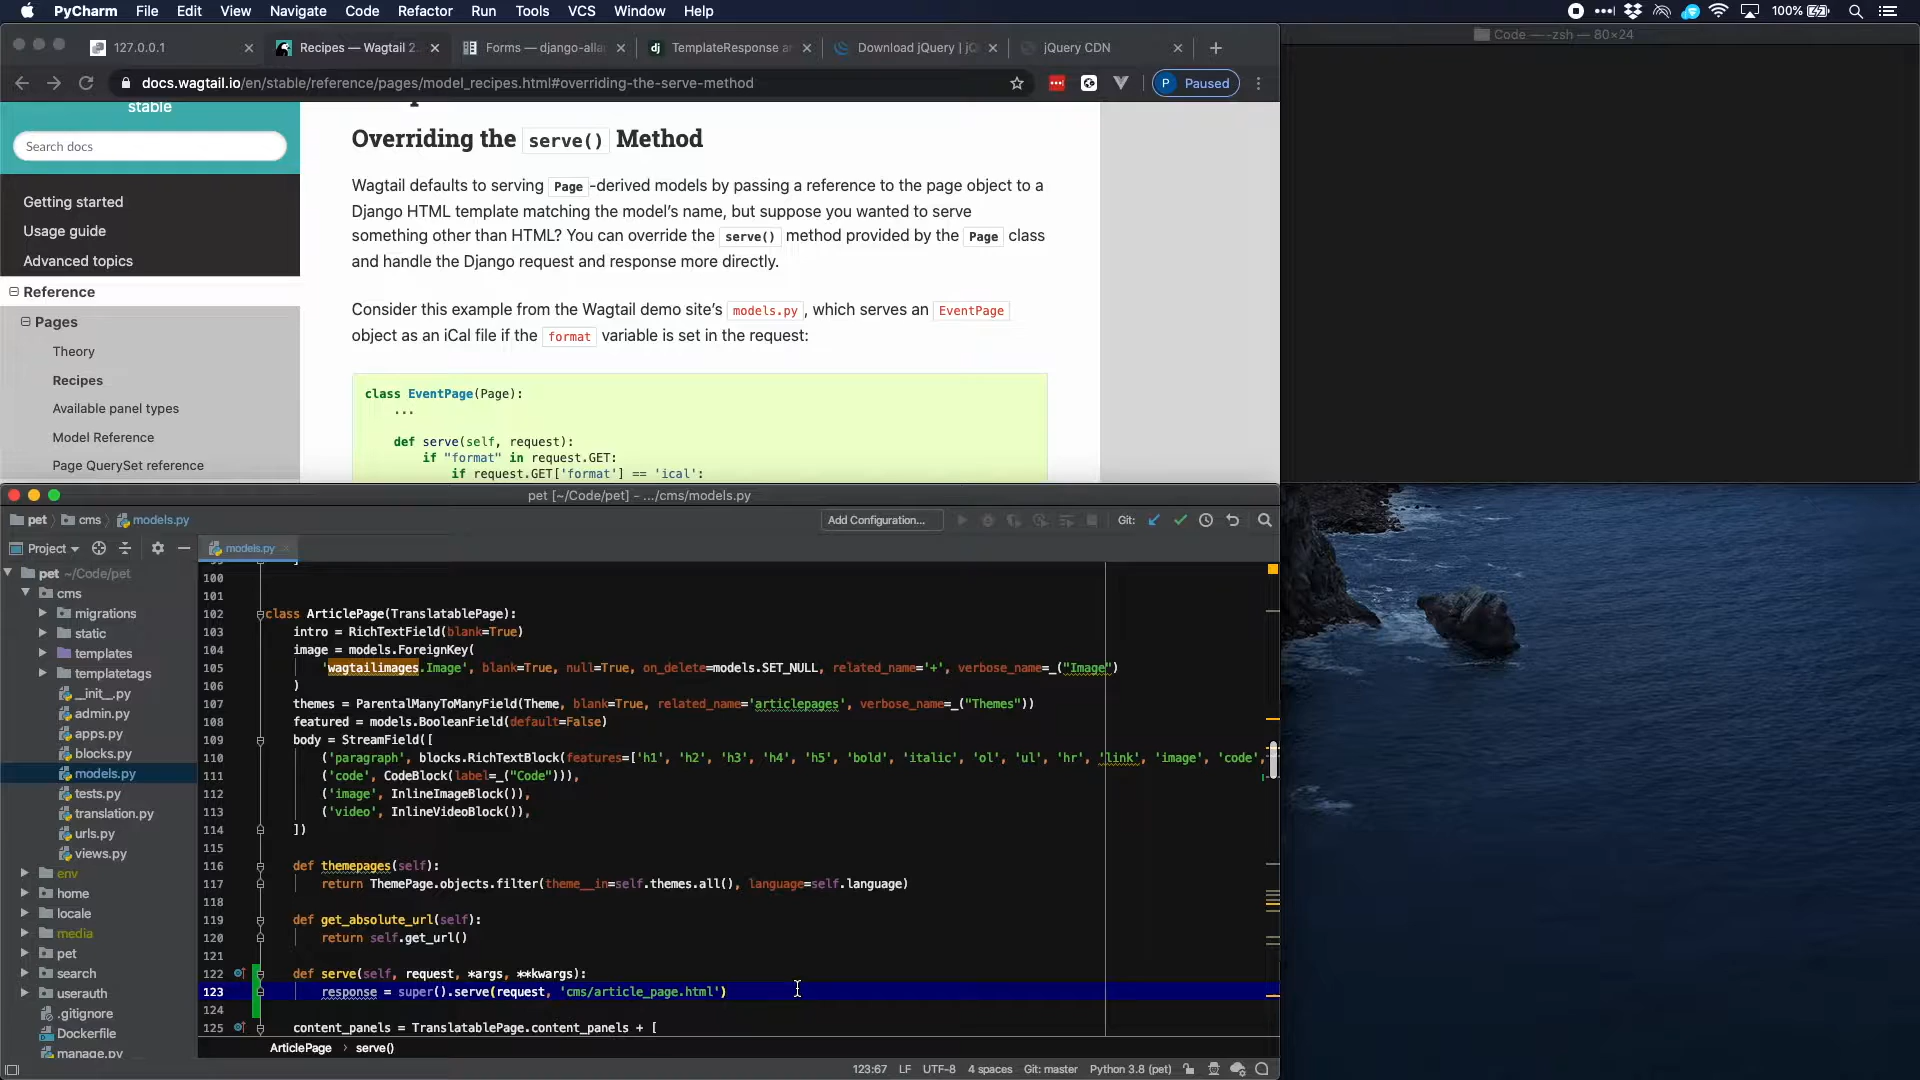 PyCharm File Edit View Navigate Code Refactor Run Tools VCS Window Help 100%
127.0.0.1
Recipes — Wagtail 2.
Forms — django-alla
TemplateResponse an
Download jQuery | jQ
jQuery CDN
docs.wagtail.io/en/stable/reference/pages/model_recipes.html#overriding-the-serve-method
P Paused
Code — -zsh — 80×24
stable
Search docs
Getting started
Usage guide
Advanced topics
Reference
Pages
Theory
Recipes
Available panel types
Model Reference
Page QuerySet reference
Overriding the serve() Method
Wagtail defaults to serving Page -derived models by passing a reference to the page object to a
Django HTML template matching the model’s name, but suppose you wanted to serve
something other than HTML? You can override the serve() method provided by the Page class
and handle the Django request and response more directly.
Consider this example from the Wagtail demo site’s models.py , which serves an EventPage
object as an iCal file if the format variable is set in the request:
class EventPage(Page):
...
def serve(self, request):
if "format" in request.GET:
if request.GET['format'] == 'ical':
pet [~/Code/pet] – .../cms/models.py
pet cms models.py
Add Configuration...
Git:
Project
models.py
pet ~/Code/pet
cms
migrations
static
templates
templatetags
__init__.py
admin.py
apps.py
blocks.py
models.py
tests.py
translation.py
urls.py
views.py
env
home
locale
media
pet
search
userauth
.gitignore
Dockerfile
manage.py
100
101
102 class ArticlePage(TranslatablePage):
103 intro = RichTextField(blank=True)
104 image = models.ForeignKey(
105 'wagtailimages.Image', blank=True, null=True, on_delete=models.SET_NULL, related_name='+', verbose_name=_("Image")
106 )
107 themes = ParentalManyToManyField(Theme, blank=True, related_name='articlepages', verbose_name=_("Themes"))
108 featured = models.BooleanField(default=False)
109 body = StreamField([
110 ('paragraph', blocks.RichTextBlock(features=['h1', 'h2', 'h3', 'h4', 'h5', 'bold', 'italic', 'ol', 'ul', 'hr', 'link', 'image', 'code',
111 ('code', CodeBlock(label=_("Code"))),
112 ('image', InlineImageBlock()),
113 ('video', InlineVideoBlock()),
114 ])
115
116 def themepages(self):
117 return ThemePage.objects.filter(theme__in=self.themes.all(), language=self.language)
118
119 def get_absolute_url(self):
120 return self.get_url()
121
122 def serve(self, request, *args, **kwargs):
123 response = super().serve(request, 'cms/article_page.html')
124
125 content_panels = TranslatablePage.content_panels + [
ArticlePage › serve()
123:67 LF UTF-8 4 spaces Git: master Python 3.8 (pet)